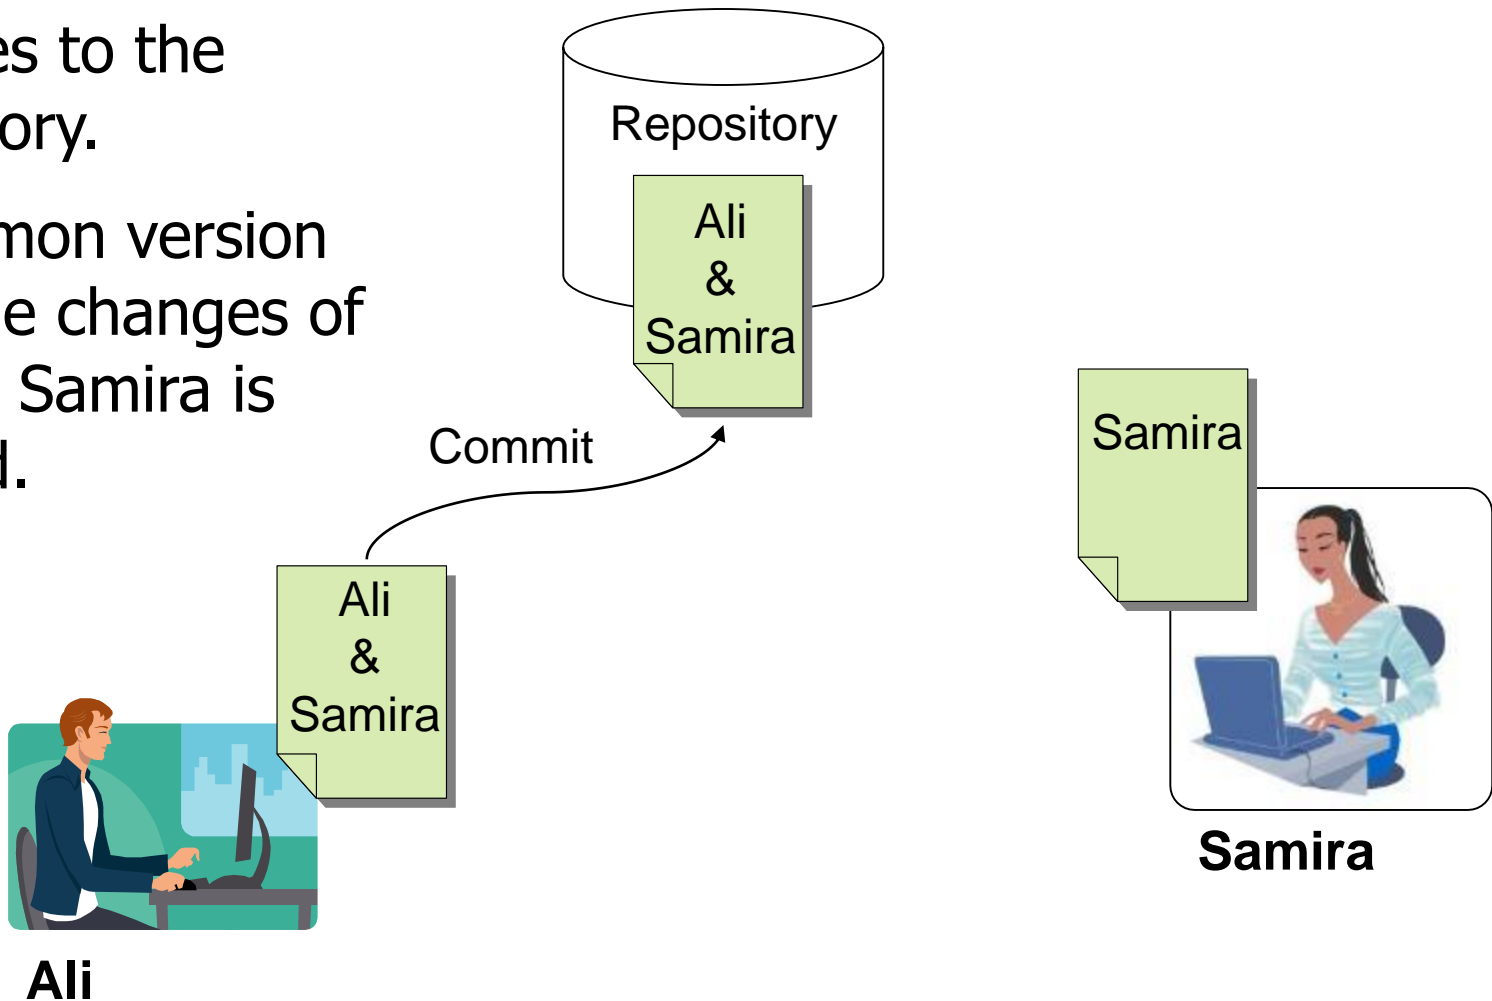 es to the
ory.
mon version
e changes of
Samira is
d.
Repository
Ali
&
Samira
Commit
Samira
Ali
&
Samira
Samira
Ali